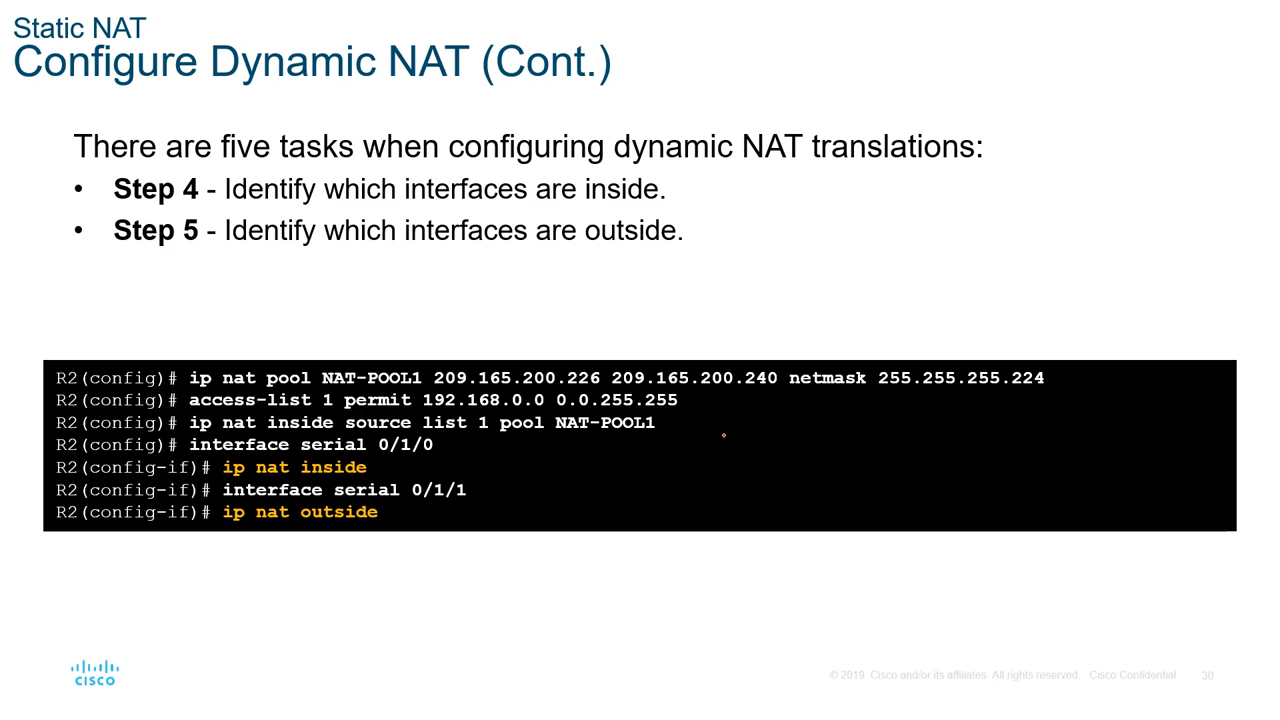 Static NAT
Configure Dynamic NAT (Cont.)
There are five tasks when configuring dynamic NAT translations:
• Step 4 - Identify which interfaces are inside.
• Step 5 - Identify which interfaces are outside.
R2(config)# ip nat pool NAT-POOL1 209.165.200.226 209.165.200.240 netmask 255.255.255.224
R2(config)# access-list 1 permit 192.168.0.0 0.0.255.255
R2(config)# ip nat inside source list 1 pool NAT-POOL1
R2(config)# interface serial 0/1/0
R2(config-if)# ip nat inside
R2(config-if)# interface serial 0/1/1
R2(config-if)# ip nat outside
CISCO
© 2019 Cisco and/or its affiliates. All rights reserved. Cisco Confidential 30